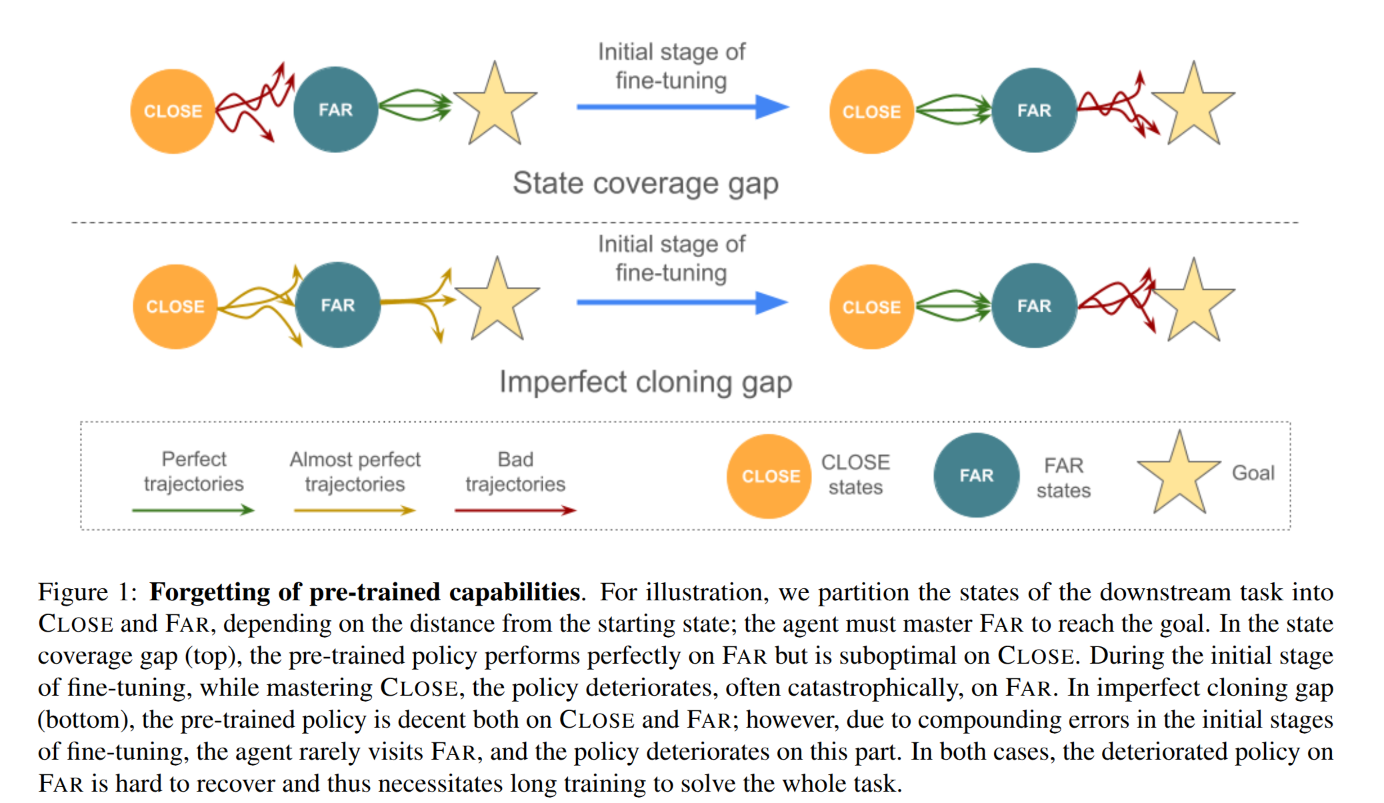 Initial stage of
fine-tuning
CLOSE
FAR
CLOSE
FAR
State coverage gap
Initial stage of
fine-tuning
CLOSE
FAR
CLOSE
FAR
Imperfect cloning gap
Perfect
trajectories
Almost perfect
trajectories
Bad
trajectories
CLOSE
CLOSE
states
FAR
FAR
states
Goal
Figure 1: Forgetting of pre-trained capabilities. For illustration, we partition the states of the downstream task into
CLOSE and FAR, depending on the distance from the starting state; the agent must master FAR to reach the goal. In the state
coverage gap (top), the pre-trained policy performs perfectly on FAR but is suboptimal on CLOSE. During the initial stage
of fine-tuning, while mastering CLOSE, the policy deteriorates, often catastrophically, on FAR. In imperfect cloning gap
(bottom), the pre-trained policy is decent both on CLOSE and FAR; however, due to compounding errors in the initial stages
of fine-tuning, the agent rarely visits FAR, and the policy deteriorates on this part. In both cases, the deteriorated policy on
FAR is hard to recover and thus necessitates long training to solve the whole task.